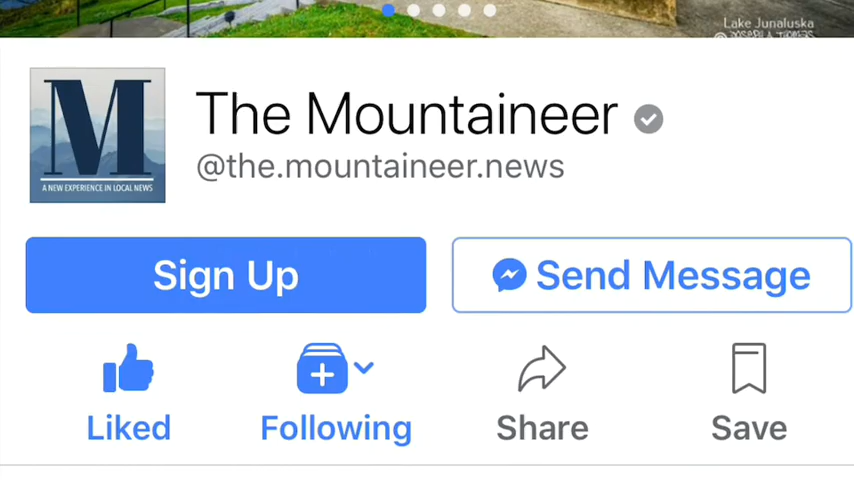 Lake Junaluska
The Mountaineer
@the.mountaineer.news
M
A NEW EXPERIENCE IN LOCAL NEWS
Sign Up
Send Message
Liked
Following
Share
Save